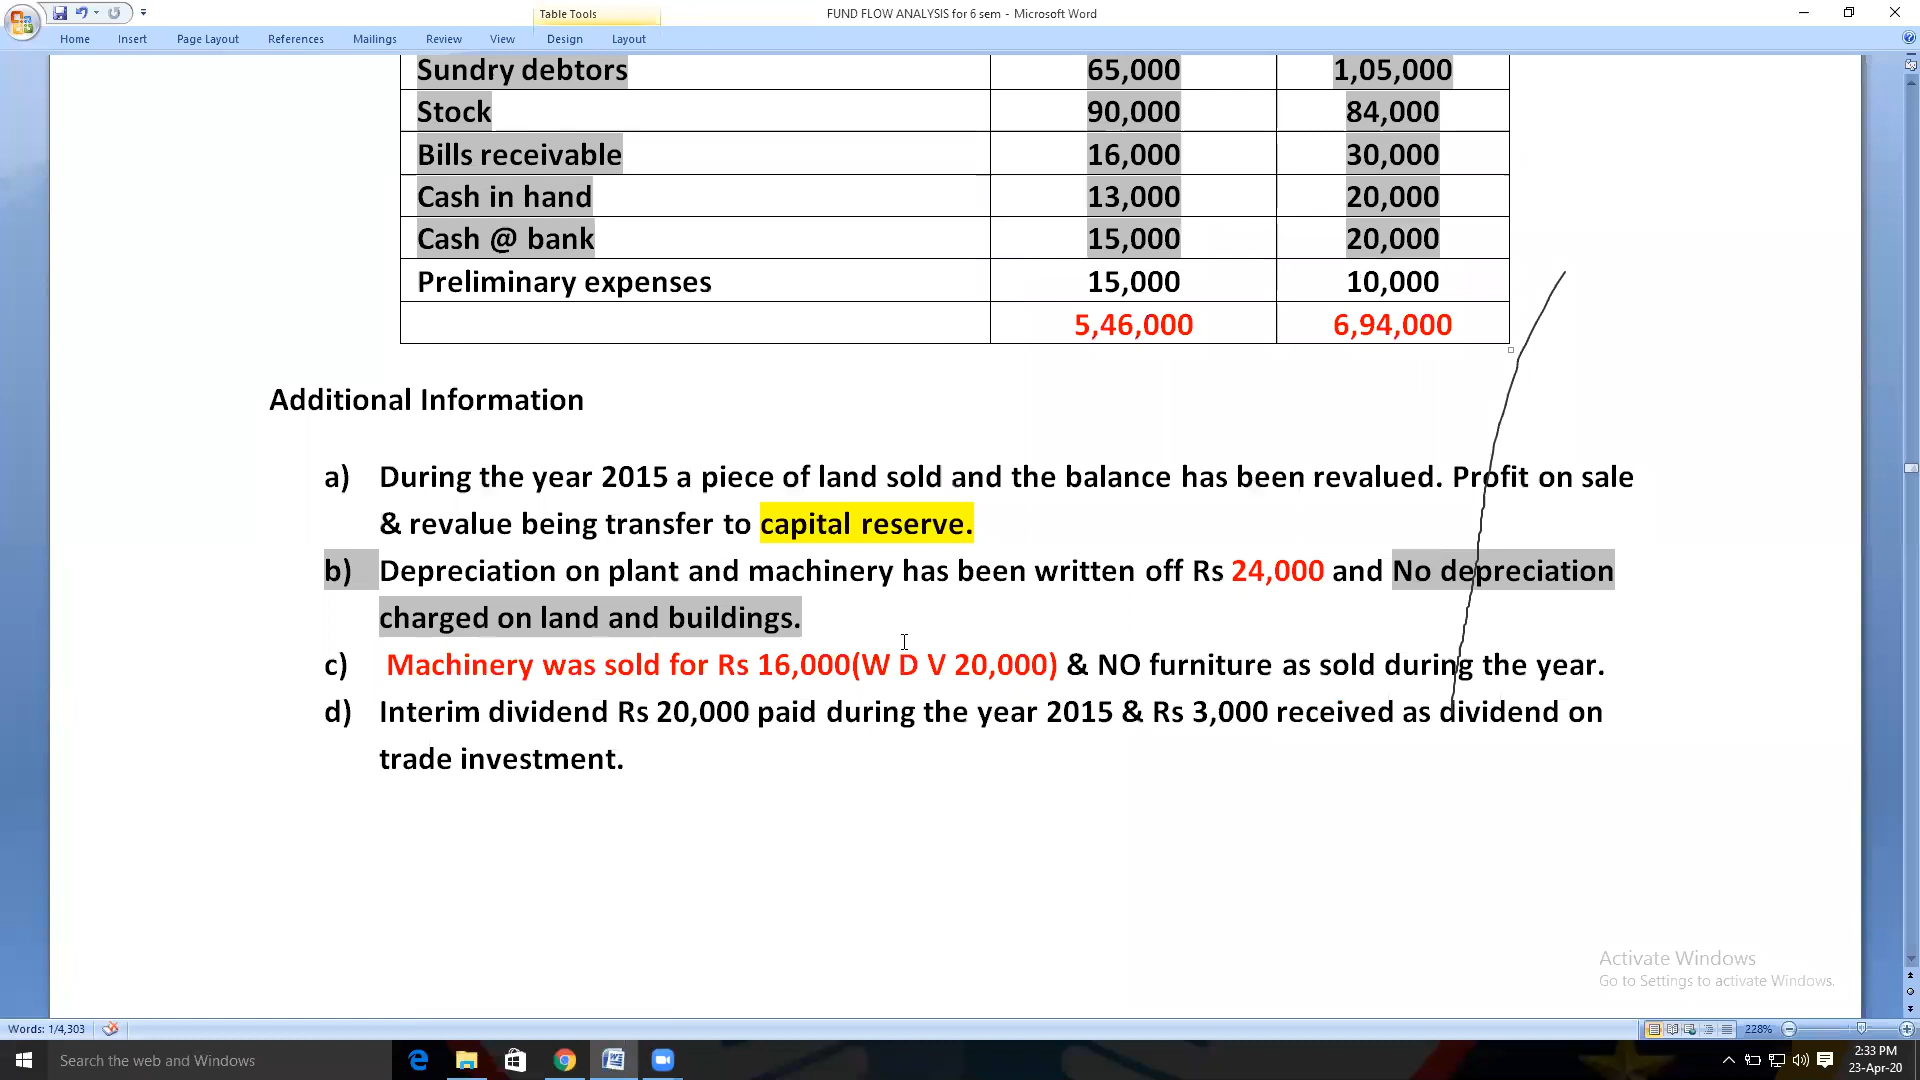 Table Tools
FUND FLOW ANALYSIS for 6 sem - Microsoft Word
Home Insert Page Layout References Mailings Review View Design Layout
Sundry debtors 65,000 1,05,000
Stock 90,000 84,000
Bills receivable 16,000 30,000
Cash in hand 13,000 20,000
Cash @ bank 15,000 20,000
Preliminary expenses 15,000 10,000
5,46,000 6,94,000
Additional Information
a) During the year 2015 a piece of land sold and the balance has been revalued. Profit on sale
& revalue being transfer to capital reserve.
b) Depreciation on plant and machinery has been written off Rs 24,000 and No depreciation
charged on land and buildings.
c) Machinery was sold for Rs 16,000(W D V 20,000) & NO furniture as sold during the year.
d) Interim dividend Rs 20,000 paid during the year 2015 & Rs 3,000 received as dividend on
trade investment.
Activate Windows
Go to Settings to activate Windows.
Words: 1/4,303 228%
Search the web and Windows
2:33 PM
23-Apr-20